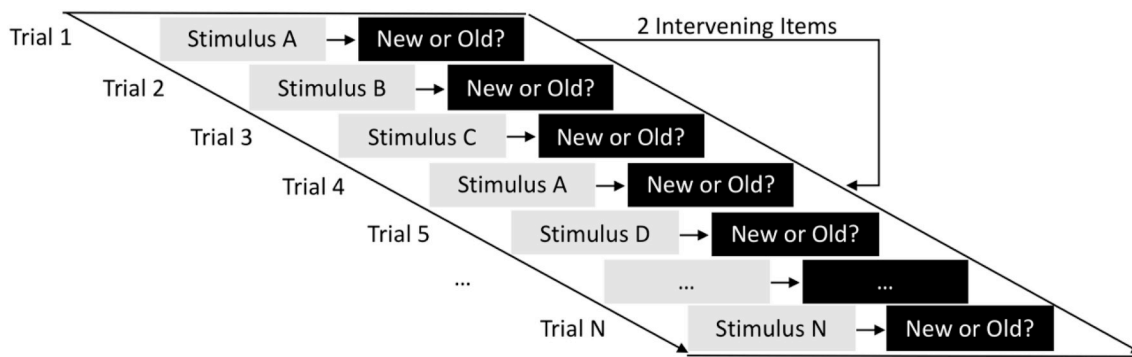 2 Intervening Items
Trial 1 Stimulus A New or Old?
Trial 2 Stimulus B New or Old?
Trial 3 Stimulus C New or Old?
Trial 4 Stimulus A New or Old?
Trial 5 Stimulus D New or Old?
... ... ...
Trial N Stimulus N New or Old?